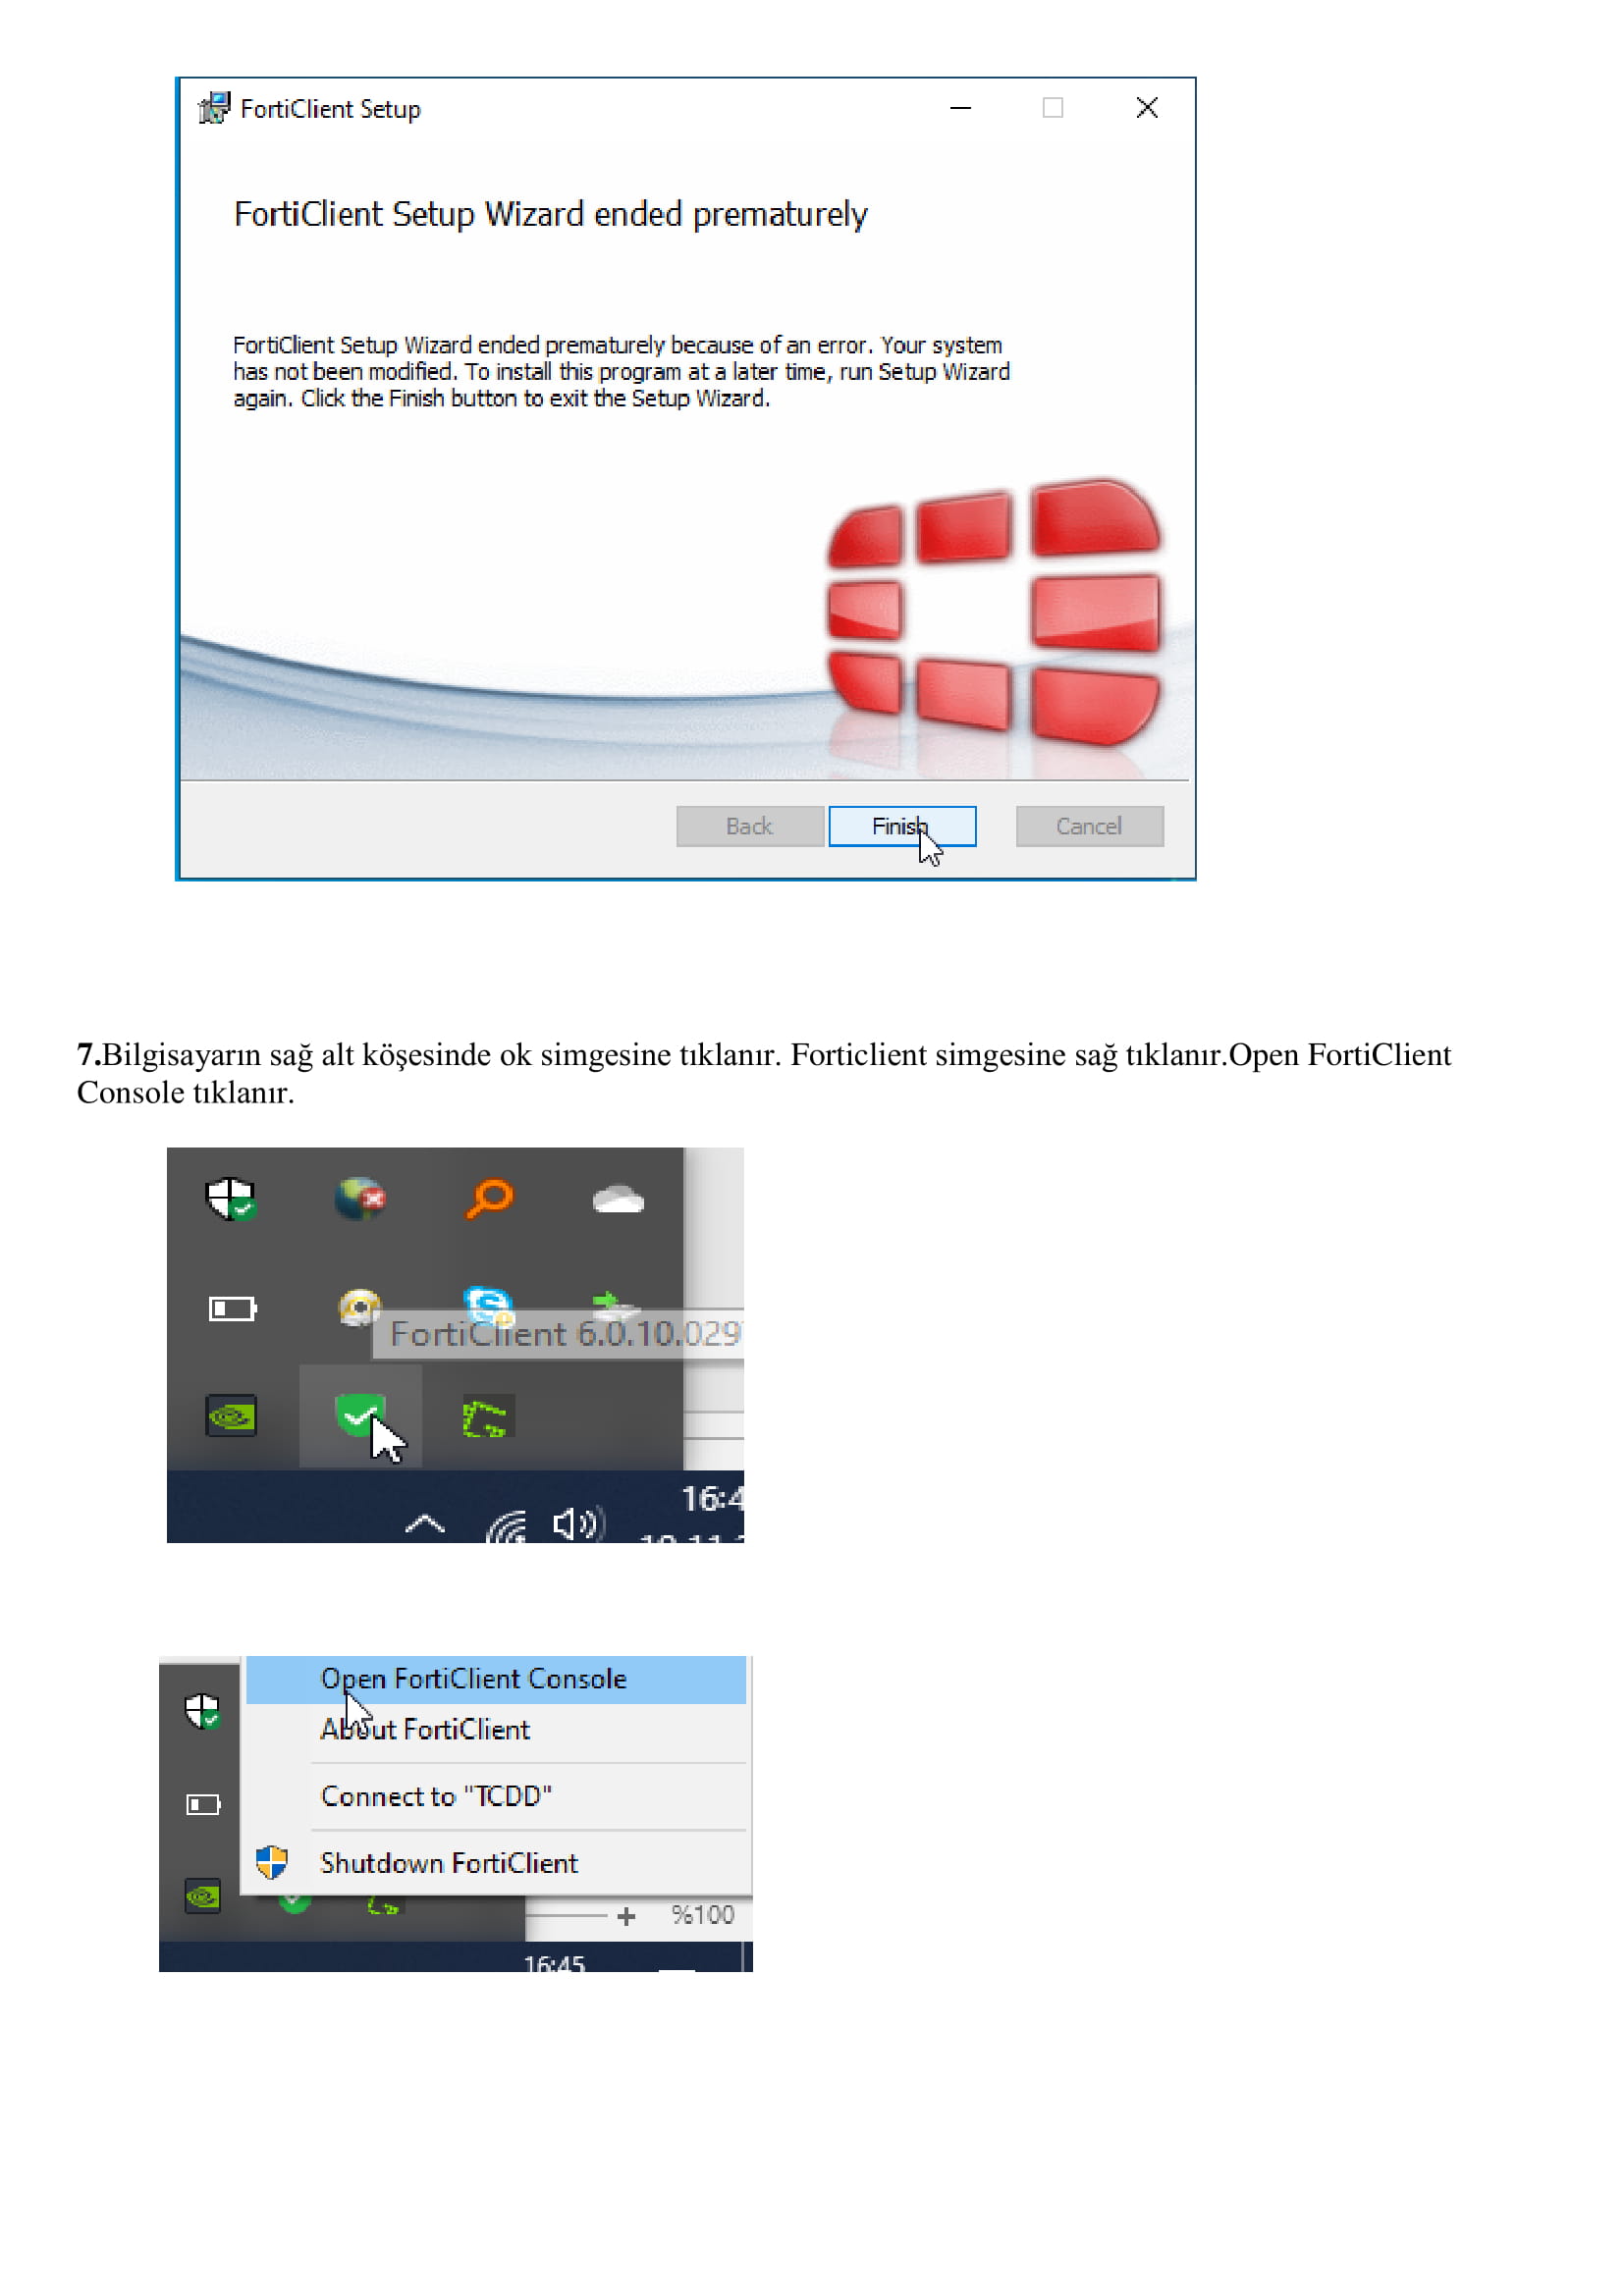 FortiClient Setup
FortiClient Setup Wizard ended prematurely
FortiClient Setup Wizard ended prematurely because of an error. Your system
has not been modified. To install this program at a later time, run Setup Wizard
again. Click the Finish button to exit the Setup Wizard.
Back Finish Cancel
7.Bilgisayarın sağ alt köşesinde ok simgesine tıklanır. Forticlient simgesine sağ tıklanır.Open FortiClient
Console tıklanır.
FortiClient 6.0.10.029
16:4
Open FortiClient Console
About FortiClient
Connect to "TCDD"
Shutdown FortiClient
%100
16:45